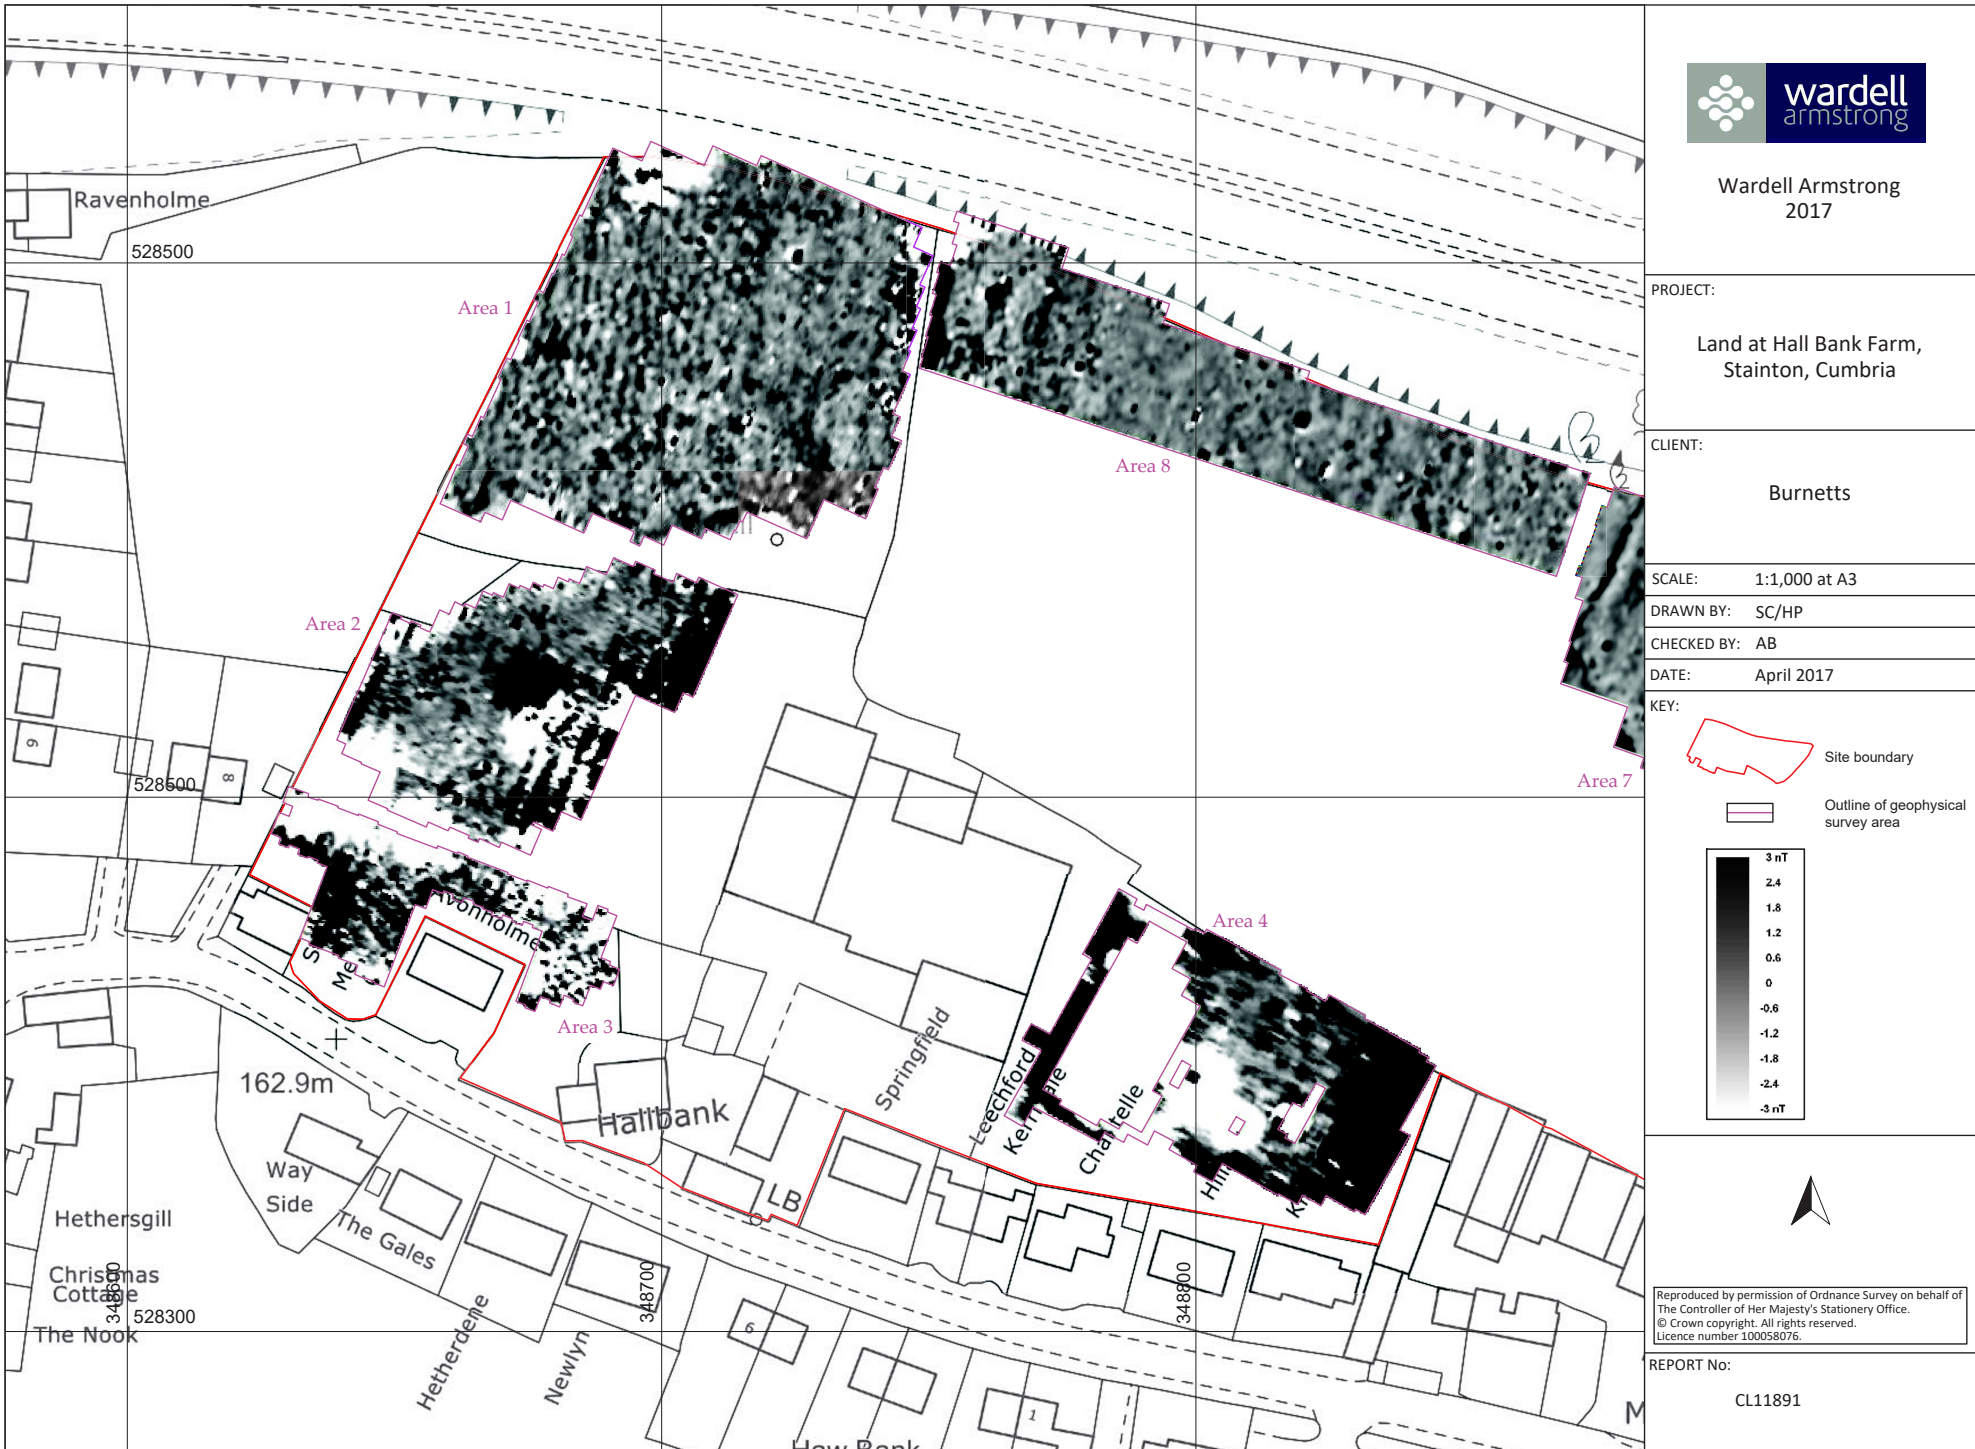 Ravenholme
528500
Area 1
Area 8
Area 2
Area 7
9
8
528500
Avonholme
Area 3
Area 4
162.9m
Hallbank
Springfield
Leechford
LB
Way
Side
The Gales
Hethersgill
Christmas
Cottage
The Nook
348600
528300
348700
348800
Hetherdene
Newlyn
6
1
How Bank
wardell
armstrong
Wardell Armstrong
2017
PROJECT:
Land at Hall Bank Farm,
Stainton, Cumbria
CLIENT:
Burnetts
SCALE: 1:1,000 at A3
DRAWN BY: SC/HP
CHECKED BY: AB
DATE: April 2017
KEY:
Site boundary
Outline of geophysical
survey area
3 nT
2.4
1.8
1.2
0.6
0
-0.6
-1.2
-1.8
-2.4
-3 nT
Reproduced by permission of Ordnance Survey on behalf of
The Controller of Her Majesty's Stationery Office.
© Crown copyright. All rights reserved.
Licence number 100058076.
REPORT No:
CL11891